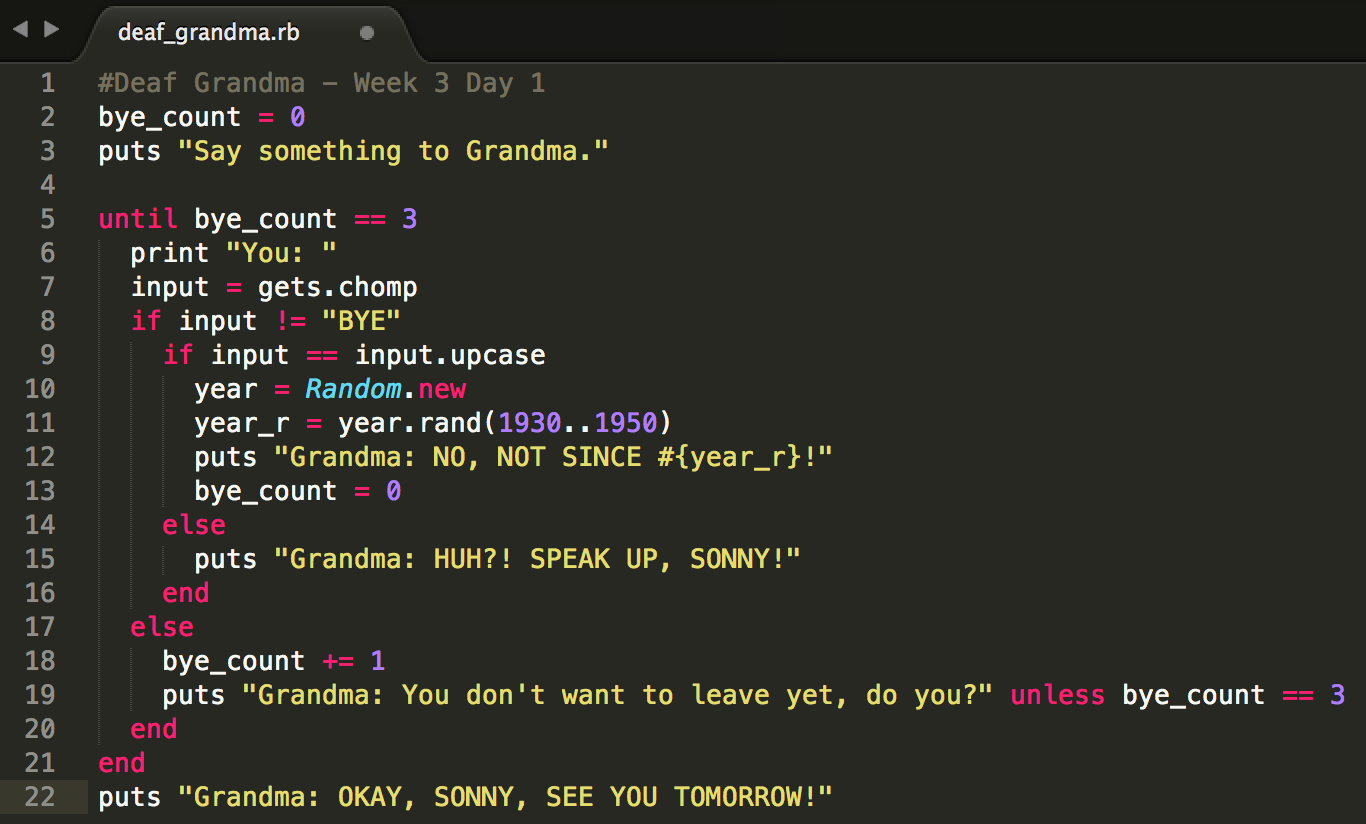 deaf_grandma.rb
1 #Deaf Grandma - Week 3 Day 1
2 bye_count = 0
3 puts "Say something to Grandma."
4
5 until bye_count == 3
6   print "You: "
7   input = gets.chomp
8   if input != "BYE"
9     if input == input.upcase
10       year = Random.new
11       year_r = year.rand(1930..1950)
12       puts "Grandma: NO, NOT SINCE #{year_r}!"
13       bye_count = 0
14     else
15       puts "Grandma: HUH?! SPEAK UP, SONNY!"
16     end
17   else
18     bye_count += 1
19     puts "Grandma: You don't want to leave yet, do you?" unless bye_count == 3
20   end
21 end
22 puts "Grandma: OKAY, SONNY, SEE YOU TOMORROW!"